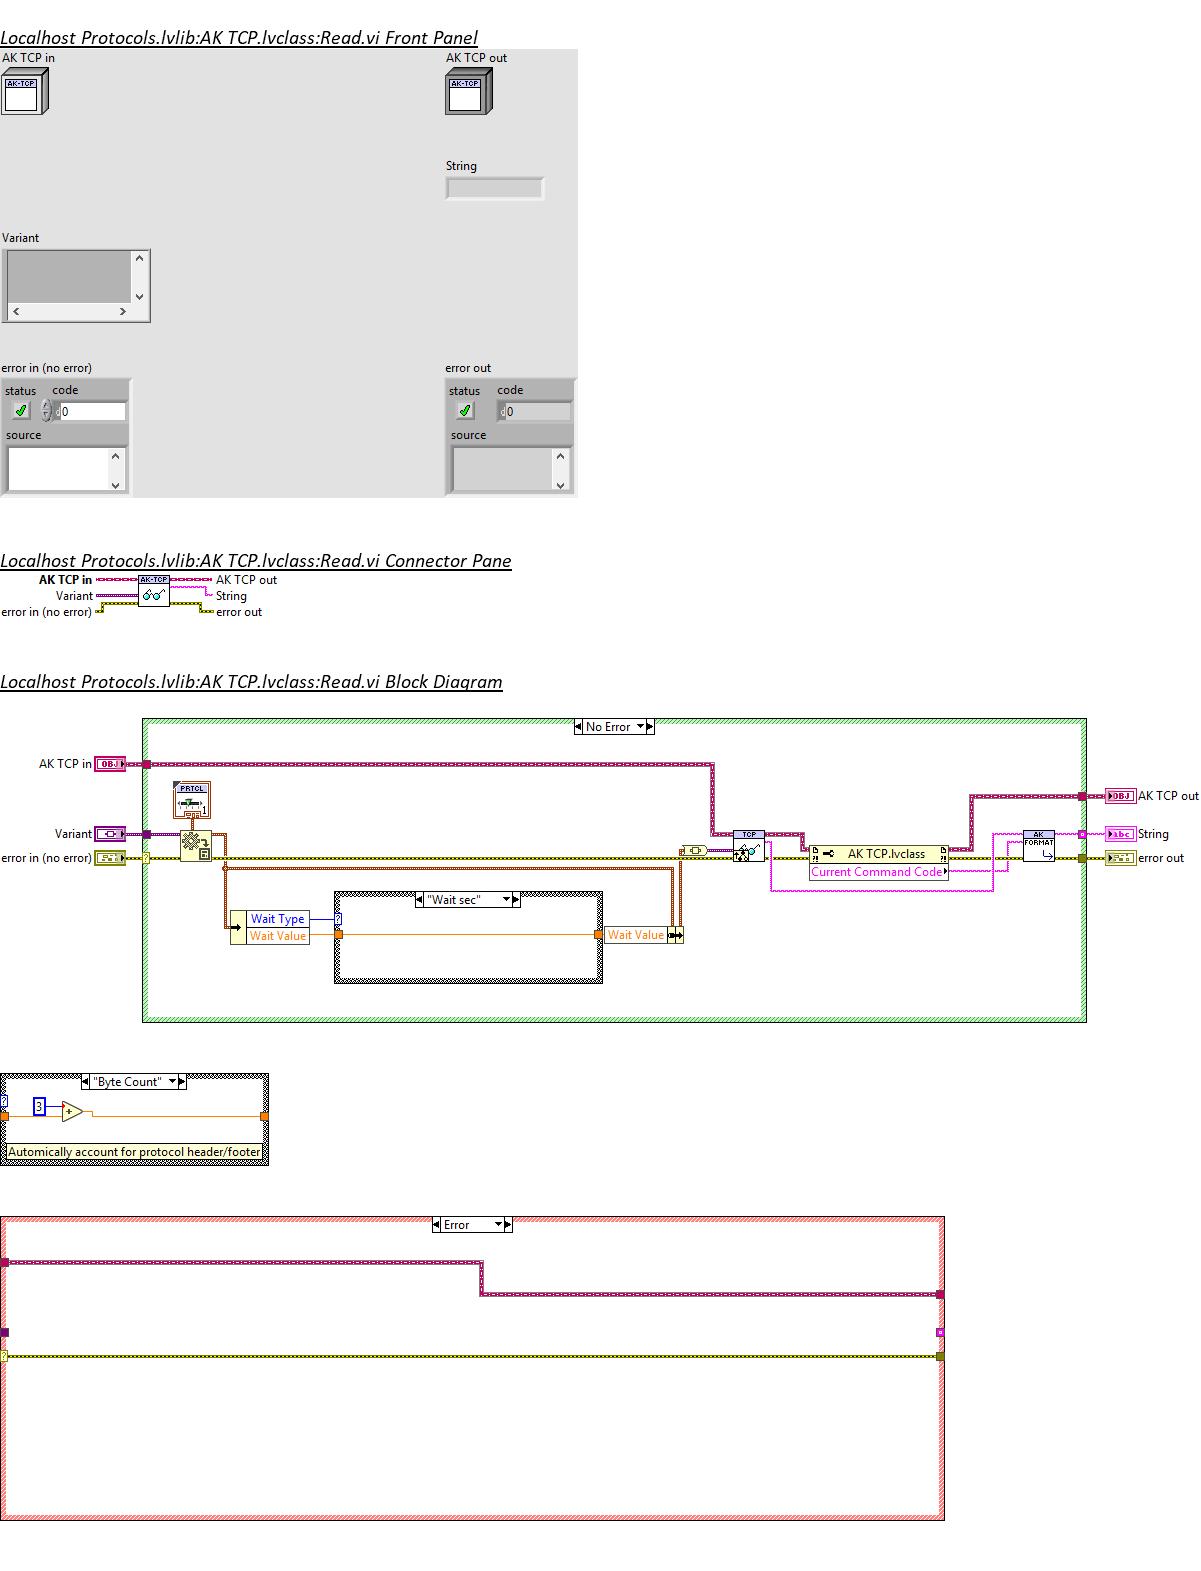 Localhost Protocols.lvlib:AK TCP.lvclass:Read.vi Front Panel
AK TCP in
AK TCP out
AK-TCP
AK-TCP
String
Variant
error in (no error)
error out
status code
status code
d 0
d 0
source
source
Localhost Protocols.lvlib:AK TCP.lvclass:Read.vi Connector Pane
AK TCP in
AK-TCP
AK TCP out
Variant
String
error in (no error)
error out
Localhost Protocols.lvlib:AK TCP.lvclass:Read.vi Block Diagram
No Error
AK TCP in
OBJ
PRTCL
1
OBJ
AK TCP out
Variant
TCP
AK
FORMAT
abc
String
error in (no error)
?
AK TCP.lvclass
error out
Current Command Code
"Wait sec"
Wait Type
?
Wait Value
Wait Value
"Byte Count"
?
3
+
Automically account for protocol header/footer
Error
?